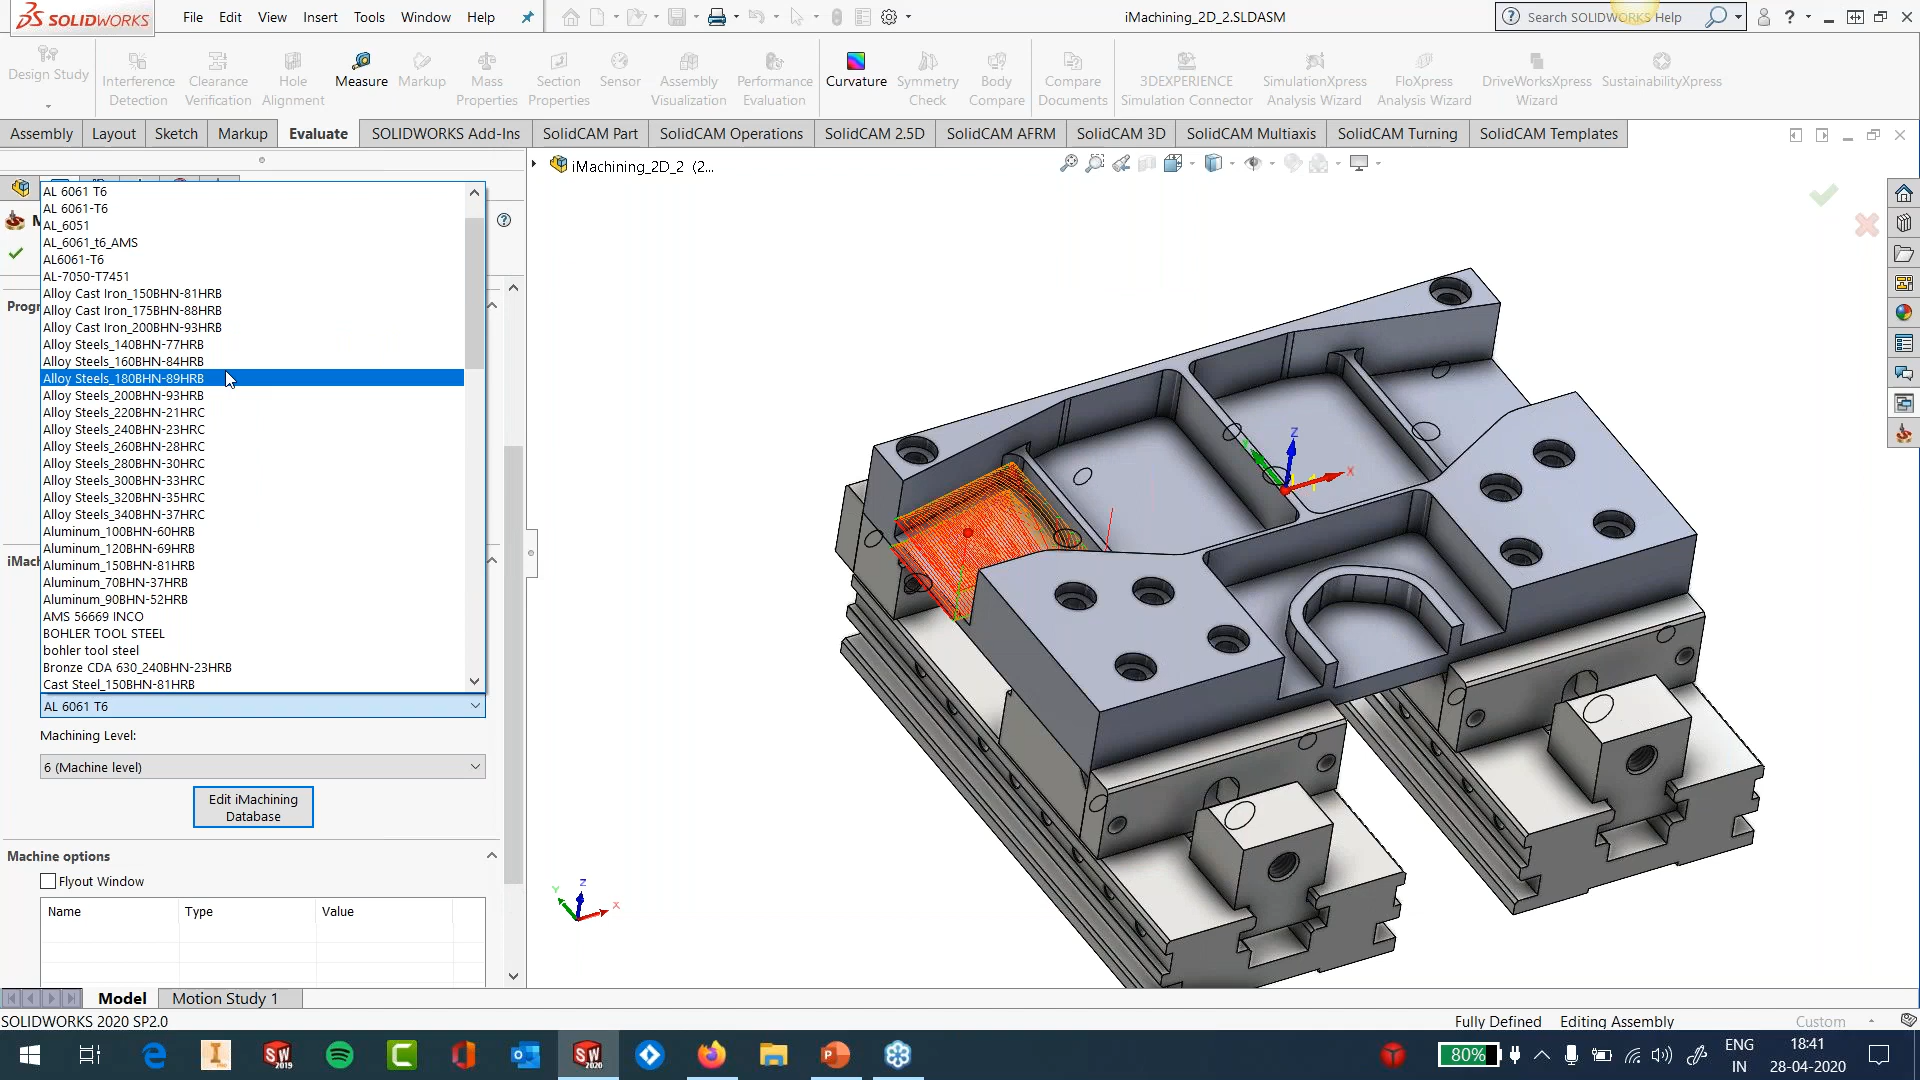 SOLIDWORKS File Edit View Insert Tools Window Help iMachining_2D_2.SLDASM Search SOLIDWORKS Help ?
Design Study Interference Detection Clearance Verification Hole Alignment Measure Markup Mass Properties Section Properties Sensor Assembly Visualization Performance Evaluation Curvature Symmetry Check Body Compare Compare Documents 3DEXPERIENCE Simulation Connector SimulationXpress Analysis Wizard FloXpress Analysis Wizard DriveWorksXpress Wizard SustainabilityXpress
Assembly Layout Sketch Markup Evaluate SOLIDWORKS Add-Ins SolidCAM Part SolidCAM Operations SolidCAM 2.5D SolidCAM AFRM SolidCAM 3D SolidCAM Multiaxis SolidCAM Turning SolidCAM Templates
iMachining_2D_2 (2...
AL 6061 T6
AL 6061-T6
AL_6051
AL_6061_t6_AMS
AL6061-T6
AL-7050-T7451
Alloy Cast Iron_150BHN-81HRB
Progr
Alloy Cast Iron_175BHN-88HRB
Alloy Cast Iron_200BHN-93HRB
Alloy Steels_140BHN-77HRB
Alloy Steels_160BHN-84HRB
Alloy Steels_180BHN-89HRB
Alloy Steels_200BHN-93HRB
Alloy Steels_220BHN-21HRC
Alloy Steels_240BHN-23HRC
Alloy Steels_260BHN-28HRC
Alloy Steels_280BHN-30HRC
Alloy Steels_300BHN-33HRC
Alloy Steels_320BHN-35HRC
Alloy Steels_340BHN-37HRC
Aluminum_100BHN-60HRB
Aluminum_120BHN-69HRB
iMach
Aluminum_150BHN-81HRB
Aluminum_70BHN-37HRB
Aluminum_90BHN-52HRB
AMS 56669 INCO
BOHLER TOOL STEEL
bohler tool steel
Bronze CDA 630_240BHN-23HRB
Cast Steel_150BHN-81HRB
AL 6061 T6
Machining Level:
6 (Machine level)
Edit iMachining
Database
Machine options
Flyout Window
Name Type Value
Z X
Z Y X
Model Motion Study 1
SOLIDWORKS 2020 SP2.0 Fully Defined Editing Assembly Custom
SW 2019 SW 2020 80% ENG IN 18:41 28-04-2020